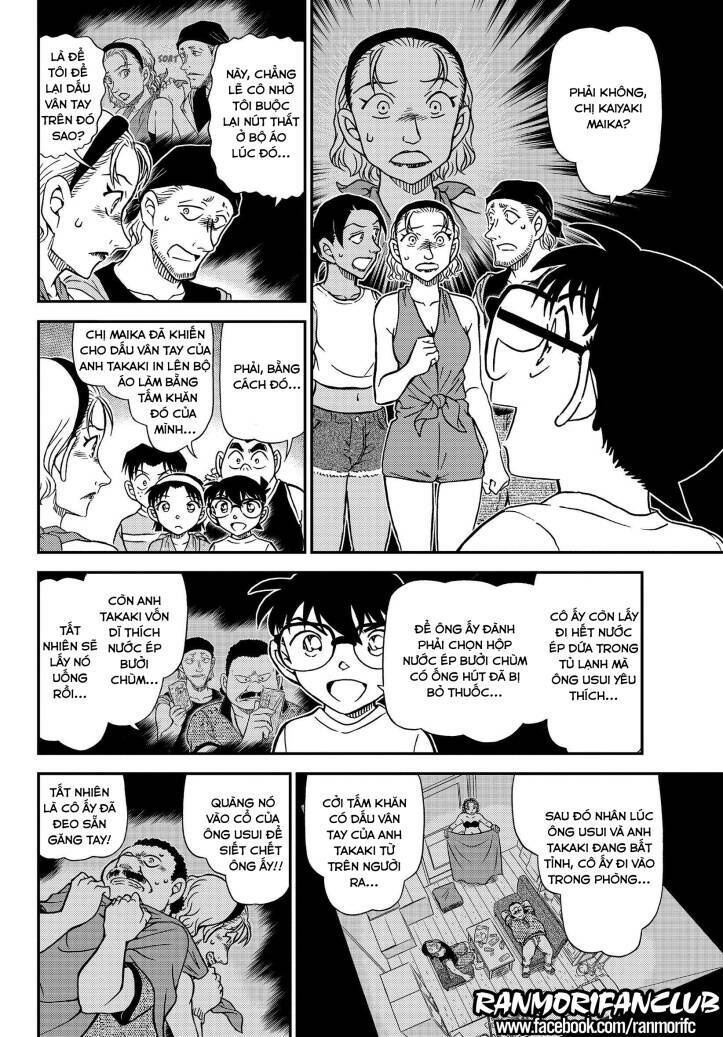 PHẢI KHÔNG,
CHỊ KAIYAKI
MAIKA?
SORT
NÀY, CHẲNG
LẼ CÔ NHỜ
TÔI BUỘC
LẠI NÚT THẮT
Ở BỘ ÁO
LÚC ĐÓ...
LÀ ĐỂ
TÔI ĐỂ
LẠI DẤU
VÂN TAY
TRÊN ĐÓ
SAO?
PHẢI, BẰNG
CÁCH ĐÓ...
CHỊ MAIKA ĐÃ KHIẾN
CHO DẤU VÂN TAY CỦA
ANH TAKAKI IN LÊN BỘ
ÁO LÀM BẰNG
TẤM KHĂN
ĐÓ CỦA
MÌNH...
CÔ ẤY CÒN LẤY
ĐI HẾT NƯỚC
ÉP DỨA TRONG
TỦ LẠNH MÀ
ÔNG USUI YÊU
THÍCH...
ĐỂ ÔNG ẤY ĐÀNH
PHẢI CHỌN HỘP
NƯỚC ÉP BƯỞI CHÙM
CÓ ỐNG HÚT ĐÃ BỊ
BỎ THUỐC...
CÒN ANH
TAKAKI VỐN
DĨ THÍCH
NƯỚC ÉP
BƯỞI
CHÙM...
TẤT
NHIÊN SẼ
LẤY NÓ
UỐNG
RỒI...
SAU ĐÓ NHÂN LÚC
ÔNG USUI VÀ ANH
TAKAKI ĐANG BẤT
TỈNH, CÔ ẤY ĐI VÀO
TRONG PHÒNG...
CỞI TẤM KHĂN
CÓ DẤU VÂN
TAY CỦA ANH
TAKAKI TỪ
TRÊN NGƯỜI
RA...
QUÀNG NÓ
VÀO CỔ CỦA
ÔNG USUI ĐỂ
SIẾT CHẾT
ÔNG ẤY!!
TẤT NHIÊN
LÀ CÔ ẤY ĐÃ
ĐEO SẴN
GĂNG TAY!
RANMORIFANCLUB
www.facebook.com/ranmorifc